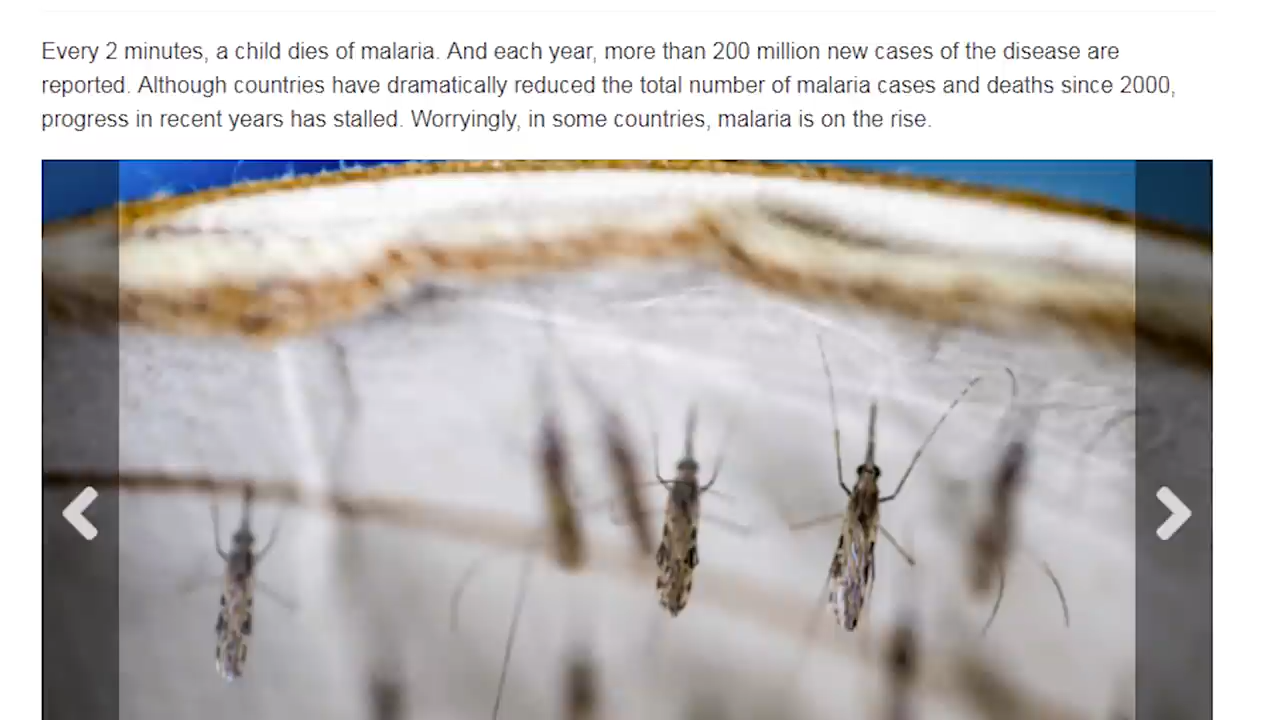 Every 2 minutes, a child dies of malaria. And each year, more than 200 million new cases of the disease are
reported. Although countries have dramatically reduced the total number of malaria cases and deaths since 2000,
progress in recent years has stalled. Worryingly, in some countries, malaria is on the rise.